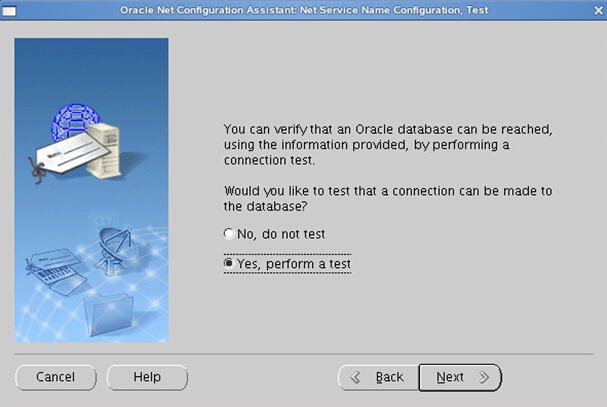 Oracle Net Configuration Assistant: Net Service Name Configuration, Test
You can verify that an Oracle database can be reached,
using the information provided, by performing a
connection test.
Would you like to test that a connection can be made to
the database?
No, do not test
Yes, perform a test
Cancel
Help
Back
Next